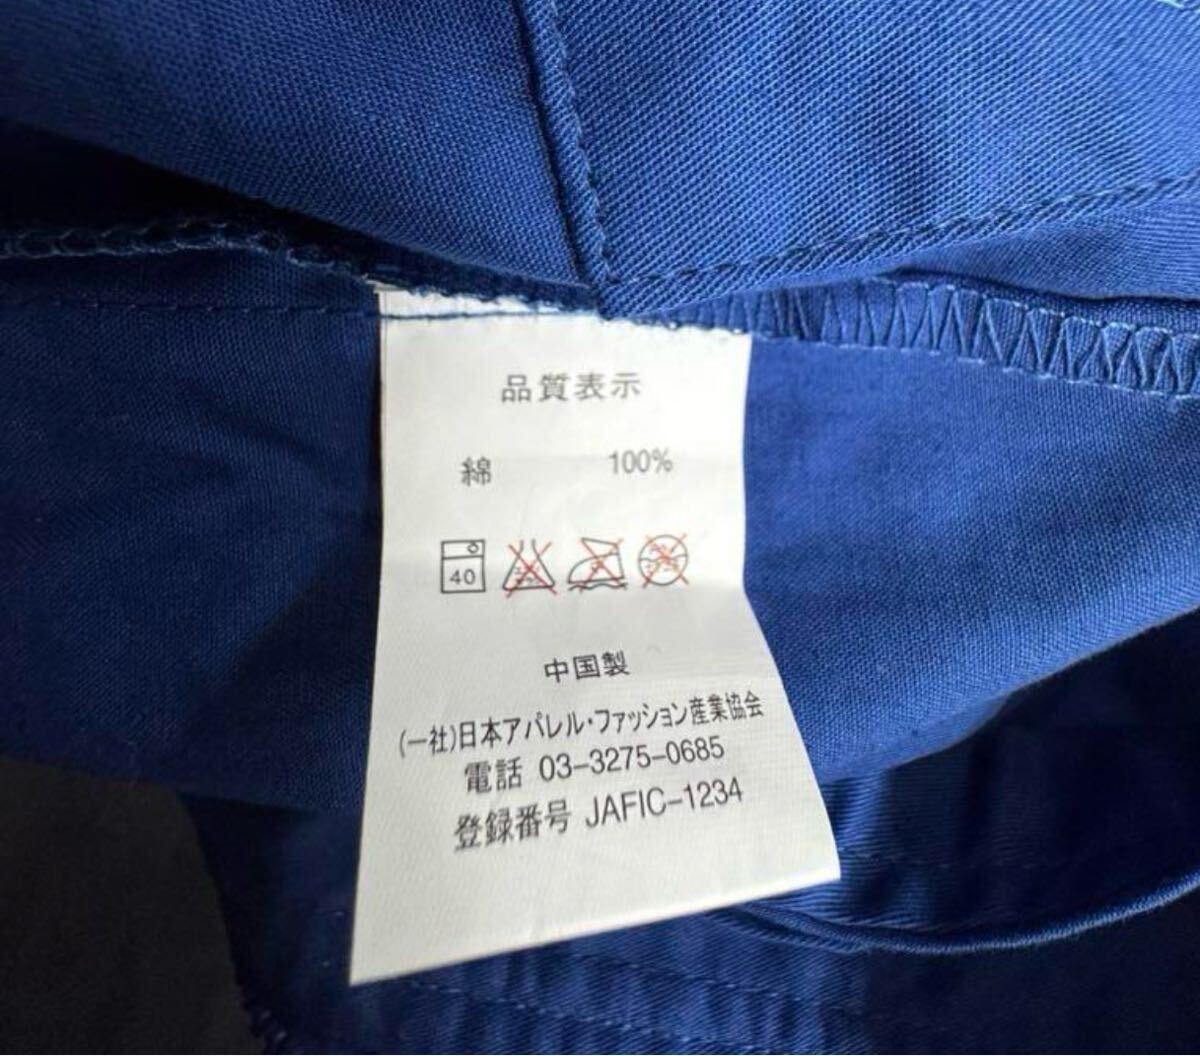 品質表示
綿 100%
40
中国製
(一社)日本アパレル・ファッション産業協会
電話 03-3275-0685
登録番号 JAFIC-1234